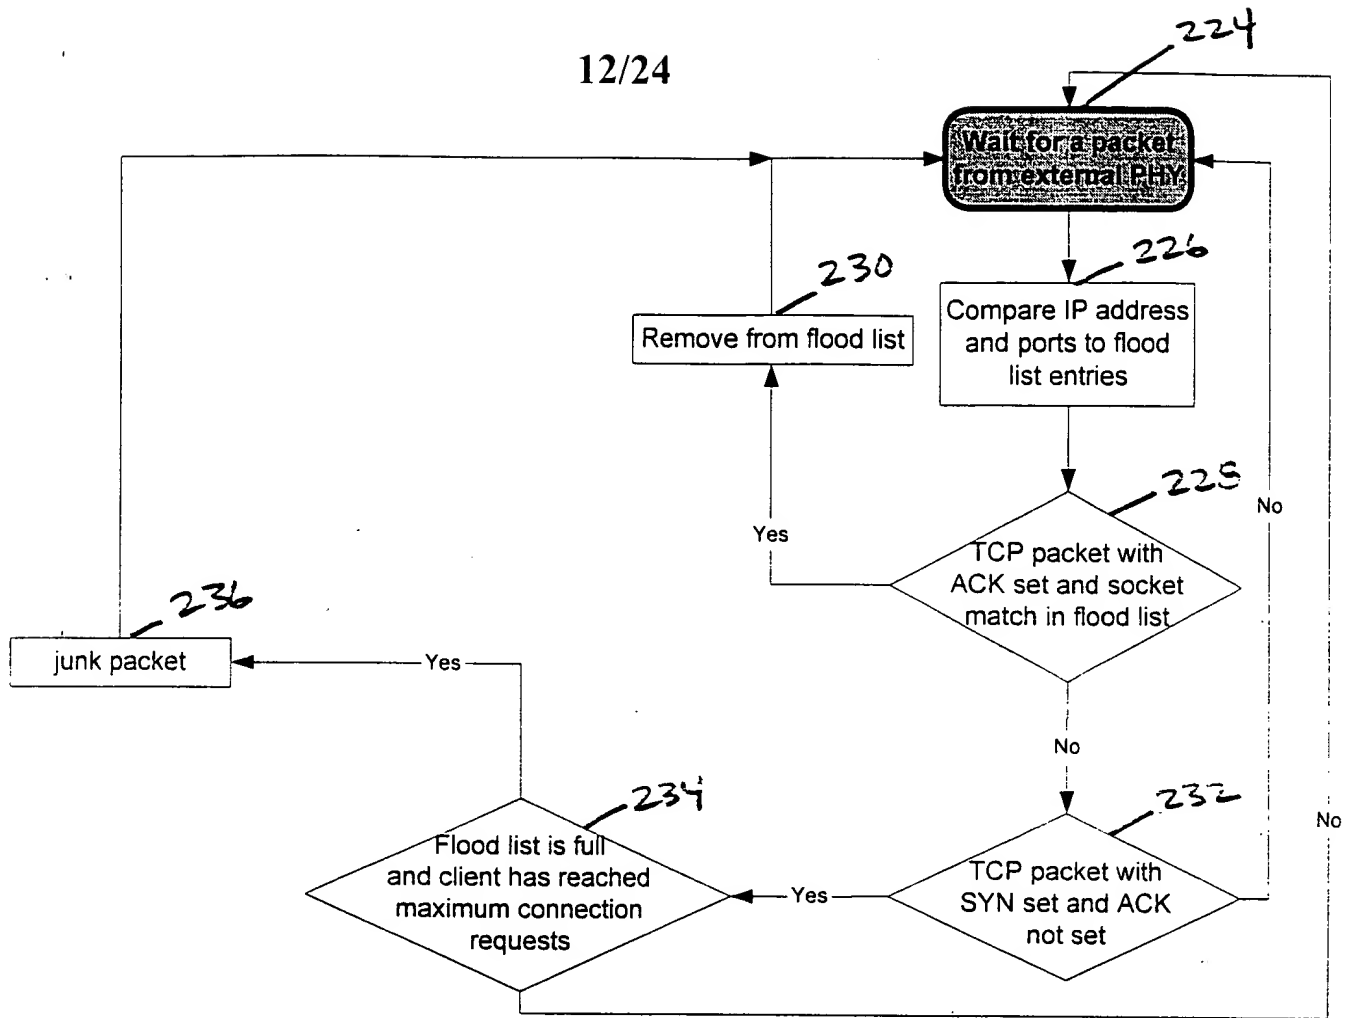 224
12/24
Wait for a packet
from external PHY
226
230
Compare IP address
and ports to flood
list entries
Remove from flood list
228
No
Yes
TCP packet with
ACK set and socket
match in flood list
236
junk packet
Yes
No
234
232
No
Flood list is full
and client has reached
maximum connection
requests
Yes
TCP packet with
SYN set and ACK
not set